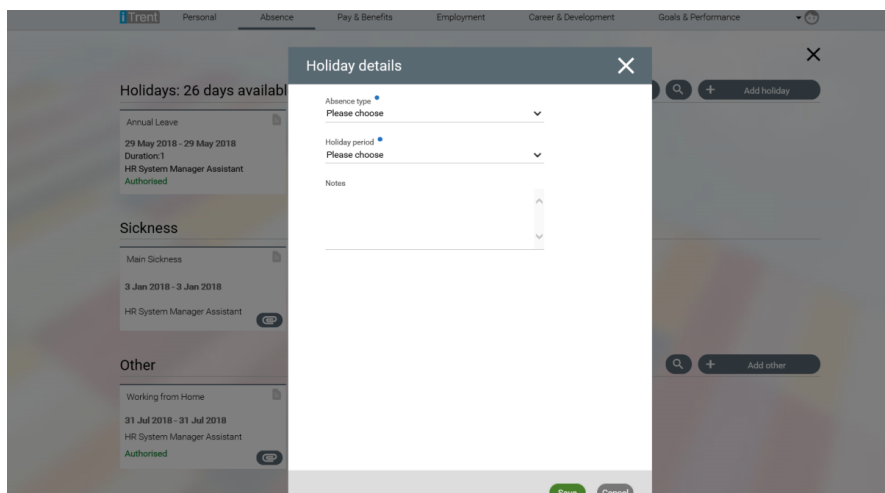 iTrent Personal Absence Pay & Benefits Employment Career & Development Goals & Performance
Holiday details
Holidays: 26 days availabl
Add holiday
Annual Leave
29 May 2018 - 29 May 2018
Duration:1
HR System Manager Assistant
Authorised
Absence type
Please choose
Holiday period
Please choose
Notes
Sickness
Main Sickness
3 Jan 2018 - 3 Jan 2018
HR System Manager Assistant
Other
Add other
Working from Home
31 Jul 2018 - 31 Jul 2018
HR System Manager Assistant
Authorised
Save Cancel